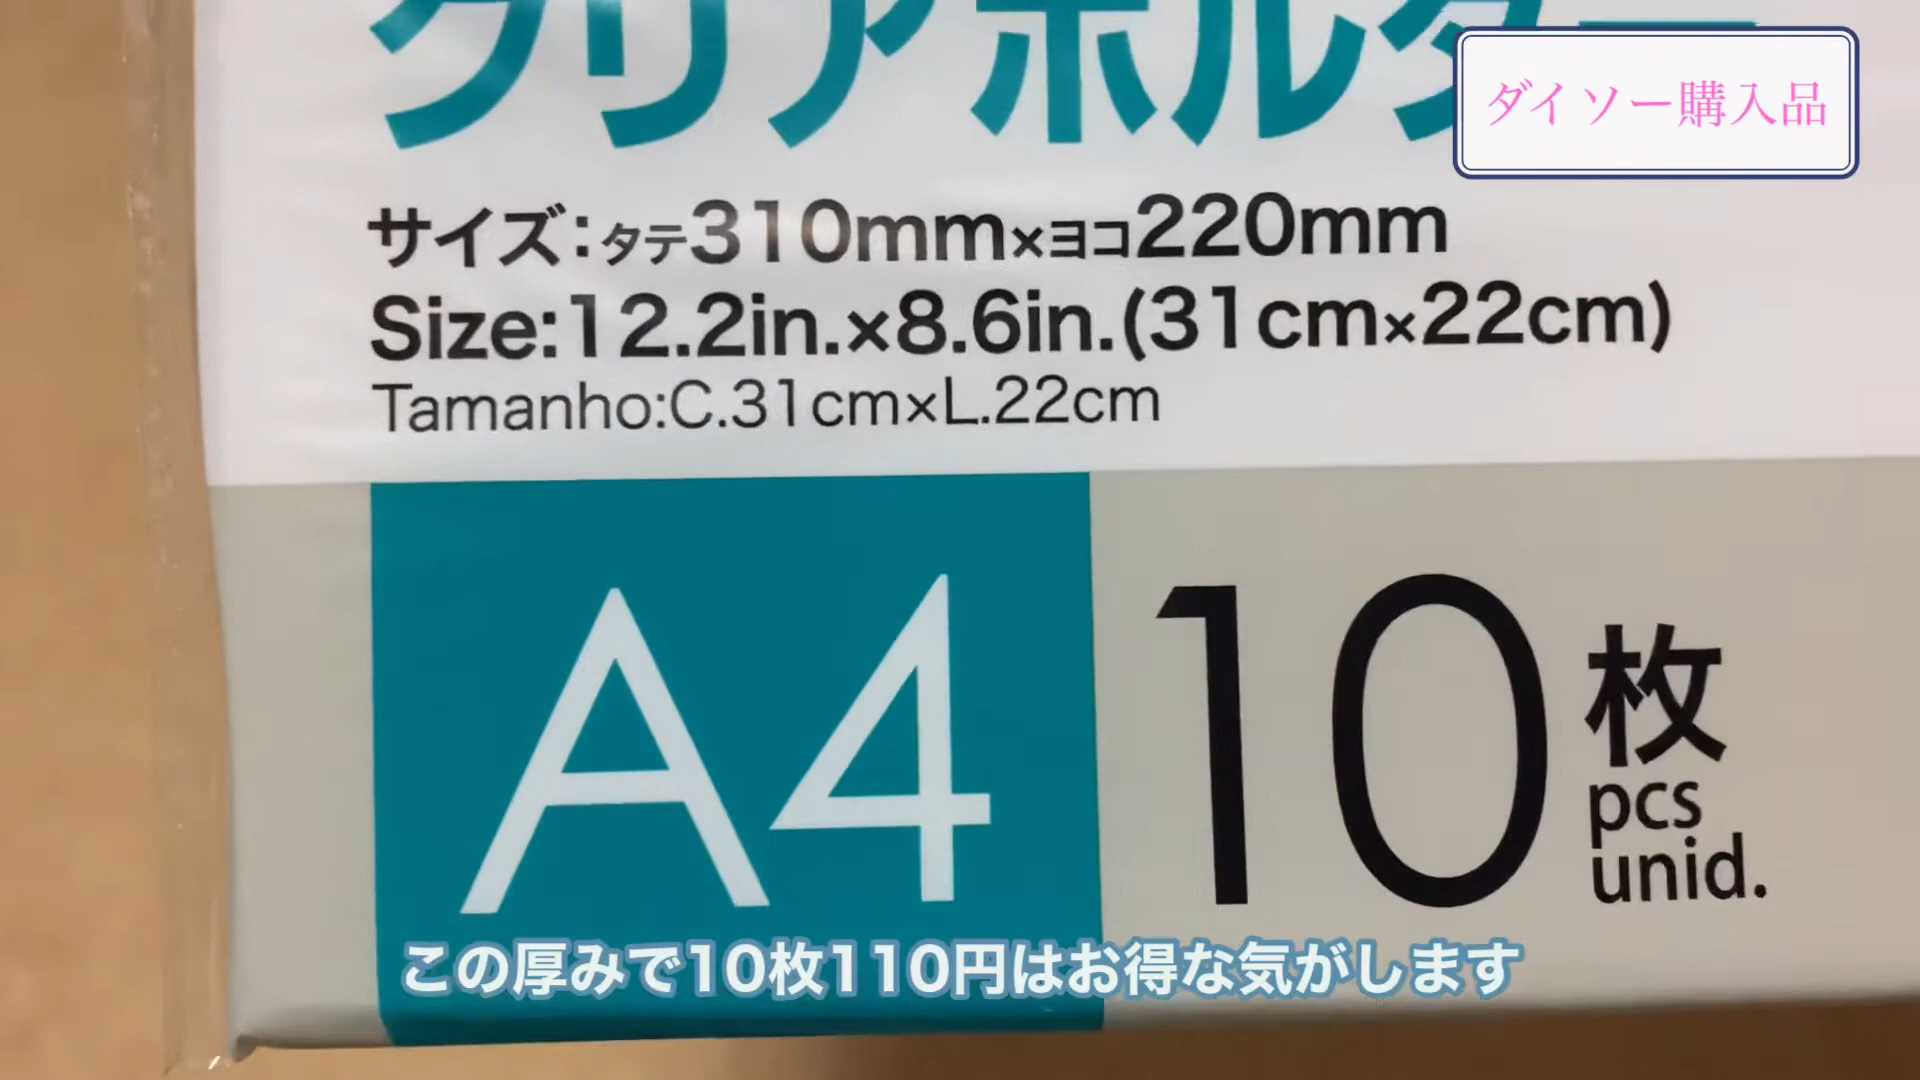 クリアホルダー
ダイソー購入品
サイズ:タテ310mm×ヨコ220mm
Size:12.2in.×8.6in.(31cm×22cm)
Tamanho:C.31cm×L.22cm
A4 10枚
pcs
unid.
この厚みで10枚110円はお得な気がします